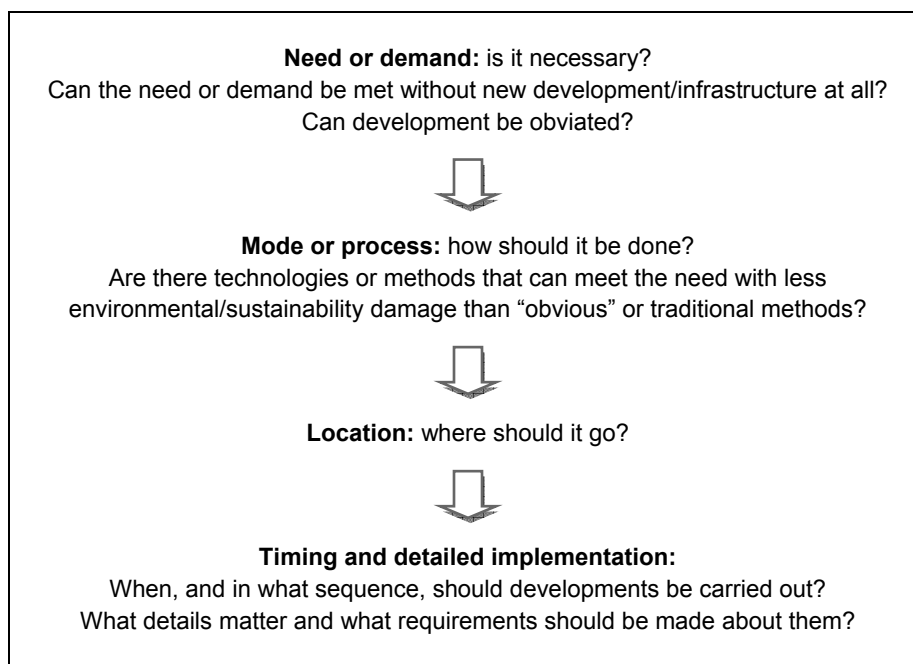 Need or demand: is it necessary?
Can the need or demand be met without new development/infrastructure at all?
Can development be obviated?
Mode or process: how should it be done?
Are there technologies or methods that can meet the need with less
environmental/sustainability damage than “obvious” or traditional methods?
Location: where should it go?
Timing and detailed implementation:
When, and in what sequence, should developments be carried out?
What details matter and what requirements should be made about them?